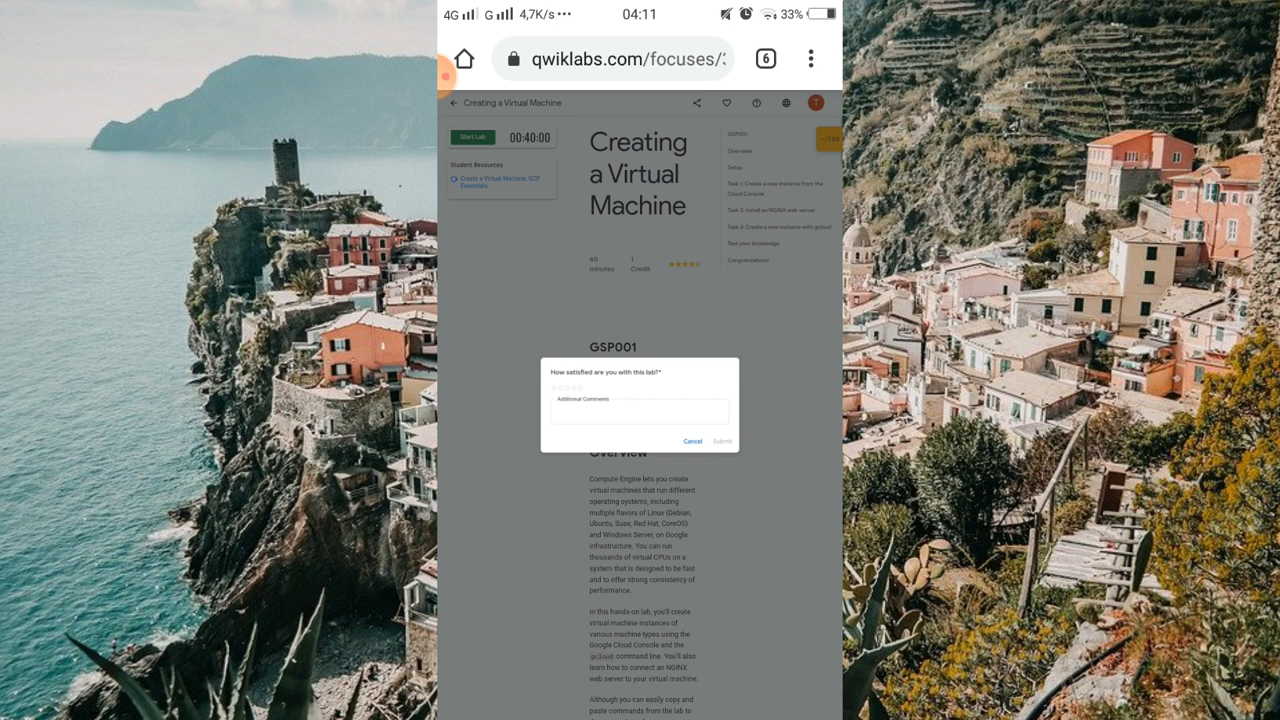 4G G 4,7K/s ••• 04:11 33%
qwiklabs.com/focuses/3
6
Creating a Virtual Machine
T
Start Lab 00:40:00
Student Resources
Create a Virtual Machine: GCP
Essentials
Creating
a Virtual
Machine
40
minutes
1
Credit
GSP001
Overview
Setup
Task 1: Create a new instance from the
Cloud Console
Task 2: Install an NGINX web server
Task 3: Create a new instance with gcloud
Test your knowledge
Congratulations!
--/100
GSP001
How satisfied are you with this lab?*
Additional Comments
Cancel Submit
Overview
Compute Engine lets you create
virtual machines that run different
operating systems, including
multiple flavors of Linux (Debian,
Ubuntu, Suse, Red Hat, CoreOS)
and Windows Server, on Google
infrastructure. You can run
thousands of virtual CPUs on a
system that is designed to be fast
and to offer strong consistency of
performance.
In this hands-on lab, you'll create
virtual machine instances of
various machine types using the
Google Cloud Console and the
gcloud command line. You'll also
learn how to connect an NGINX
web server to your virtual machine.
Although you can easily copy and
paste commands from the lab to